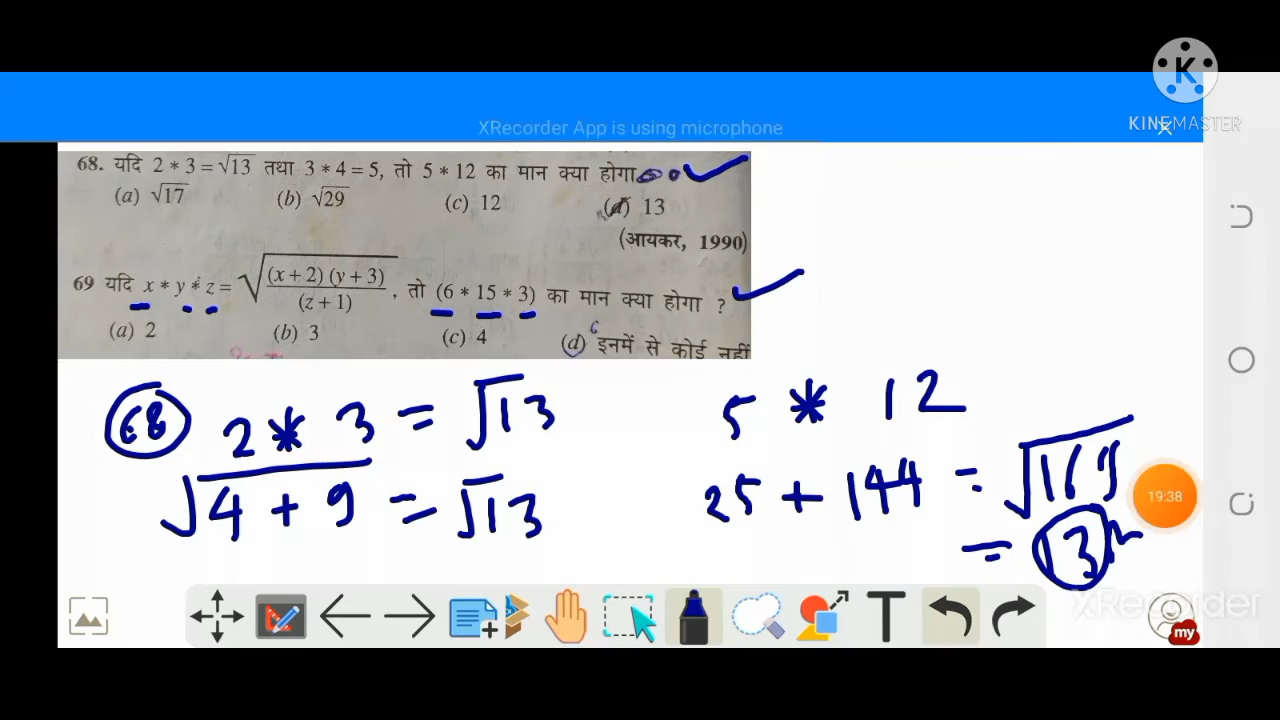 KINEMASTER
XRecorder App is using microphone
68. यदि 2 * 3 = √13 तथा 3 * 4 = 5, तो 5 * 12 का मान क्या होगा
(a) √17 (b) √29 (c) 12 (d) 13
(आयकर, 1990)
69 यदि x * y * z = √((x + 2) (y + 3) / (z + 1)), तो (6 * 15 * 3) का मान क्या होगा ?
(a) 2 (b) 3 (c) 4 (d) इनमें से कोई नहीं
68 2 * 3 = √13
√4 + 9 = √13
5 * 12
25 + 144 = √169
= 13
19:38
T
XRecorder
my